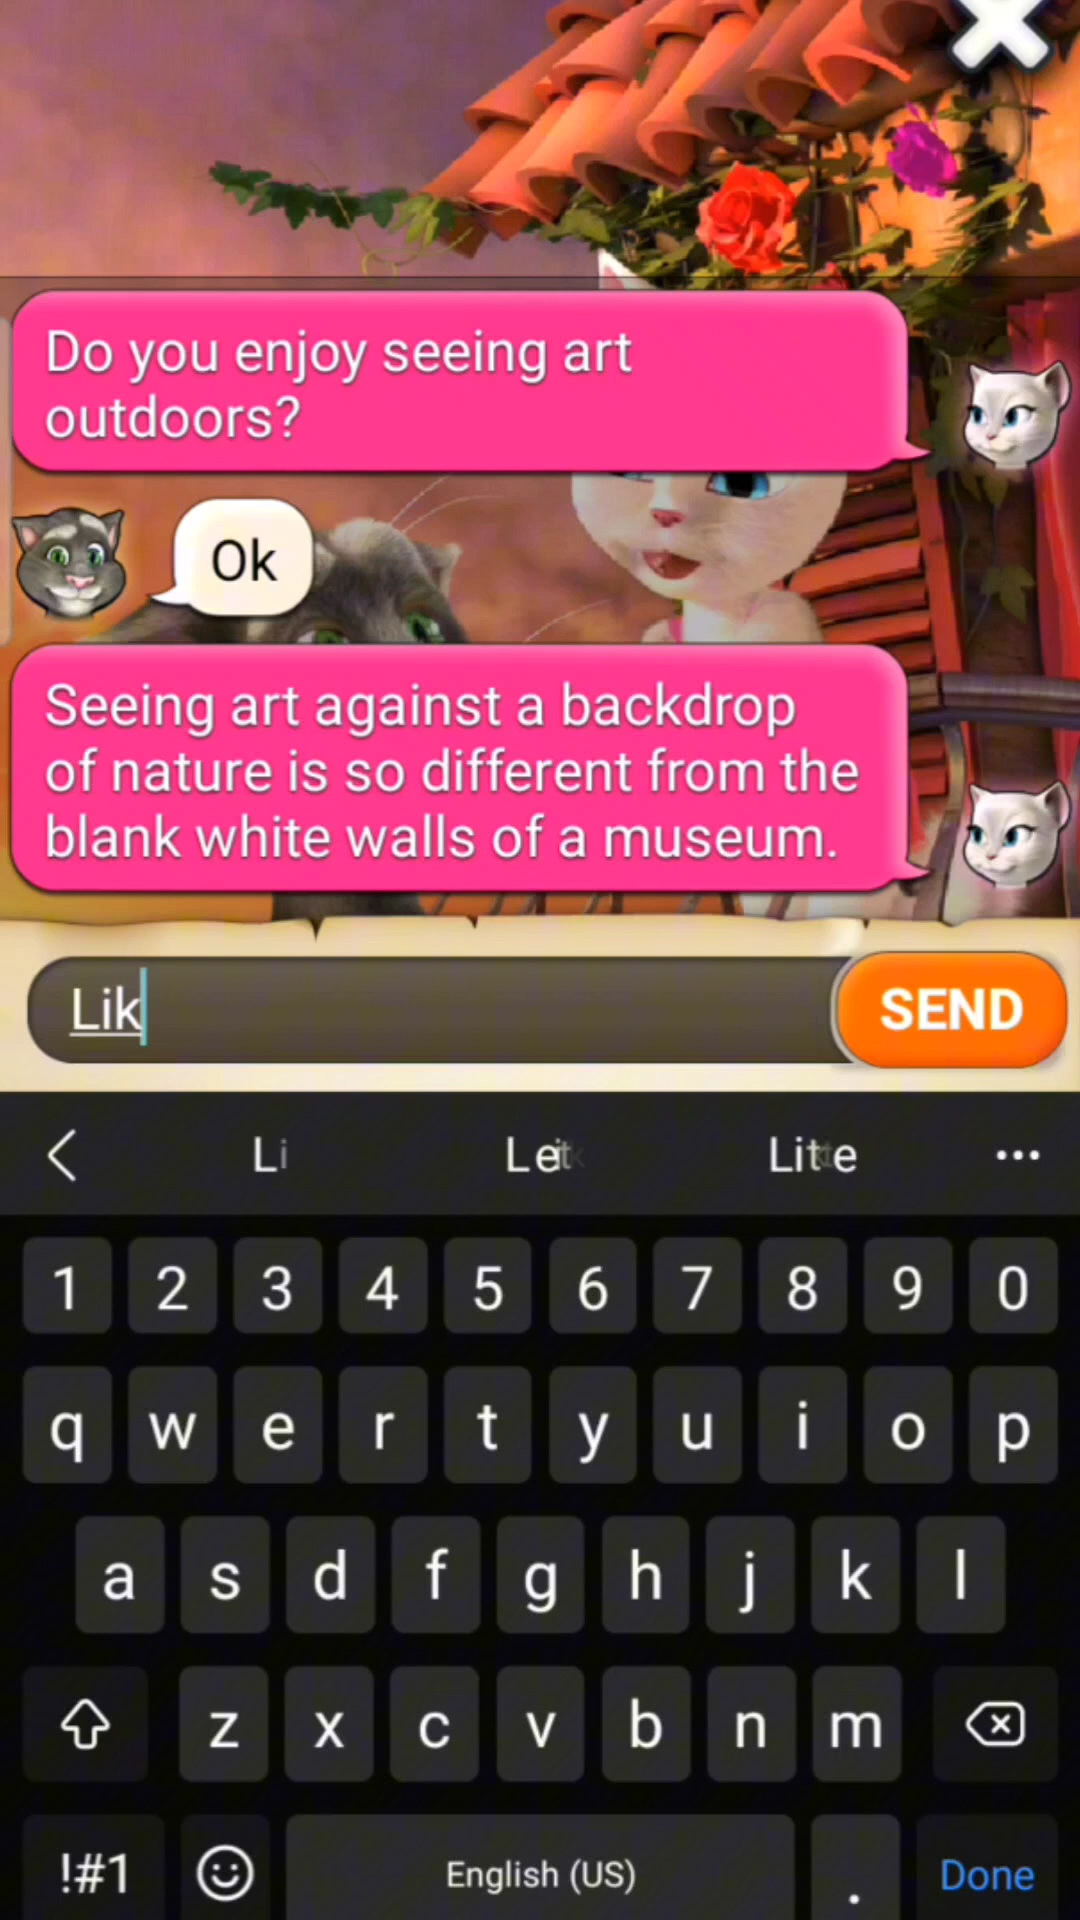 Do you enjoy seeing art
outdoors?
Ok
Seeing art against a backdrop
of nature is so different from the
blank white walls of a museum.
Lik
SEND
Li
1 2 3 4 5 6 7 8 9 0
q w e r t y u i o p
a s d f g h j k l
z x c v b n m
!#1 English (US) . Done